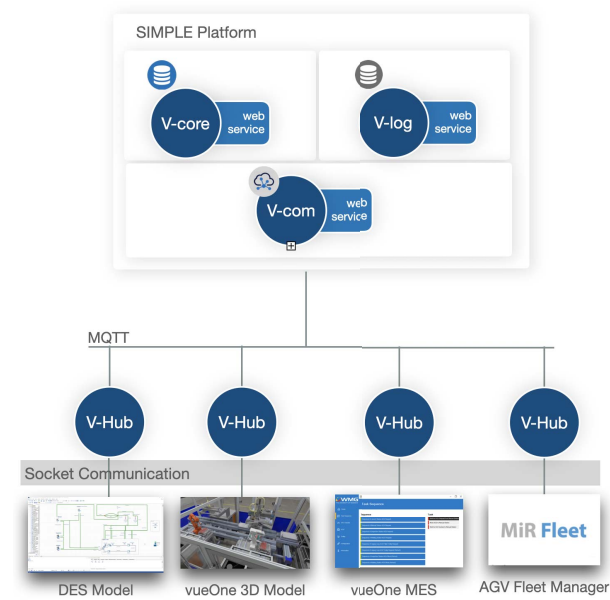 SIMPLE Platform
V-core
web
service
V-log
web
service
V-com
web
service
MQTT
V-Hub
V-Hub
V-Hub
V-Hub
Socket Communication
WMG
MiR Fleet
DES Model
vueOne 3D Model
vueOne MES
AGV Fleet Manager